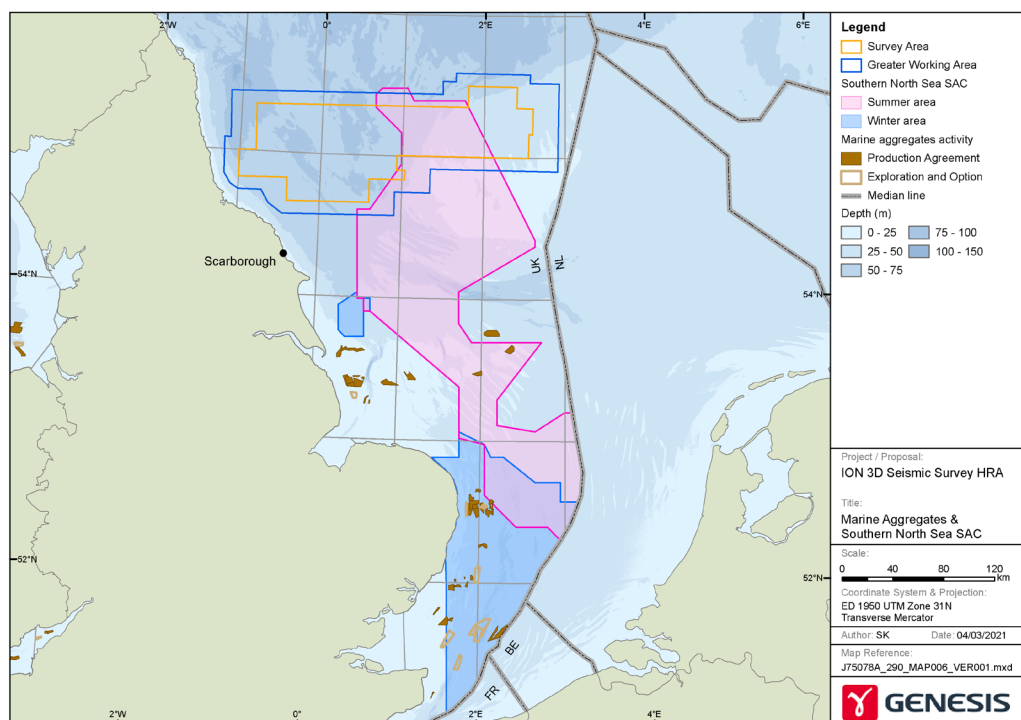 2°W
0°
2°E
4°E
6°E
Scarborough
54°N
54°N
UK
NL
52°N
52°N
BE
FR
2°W
0°
2°E
4°E
Legend
Survey Area
Greater Working Area
Southern North Sea SAC
Summer area
Winter area
Marine aggregates activity
Production Agreement
Exploration and Option
Median line
Depth (m)
0 - 25
75 - 100
25 - 50
100 - 150
50 - 75
Project / Proposal:
ION 3D Seismic Survey HRA
Title:
Marine Aggregates &
Southern North Sea SAC
Scale:
0 40 80 120
km
Coordinate System & Projection:
ED 1950 UTM Zone 31N
Transverse Mercator
Author: SK Date: 04/03/2021
Map Reference:
J75078A_290_MAP006_VER001.mxd
GENESIS